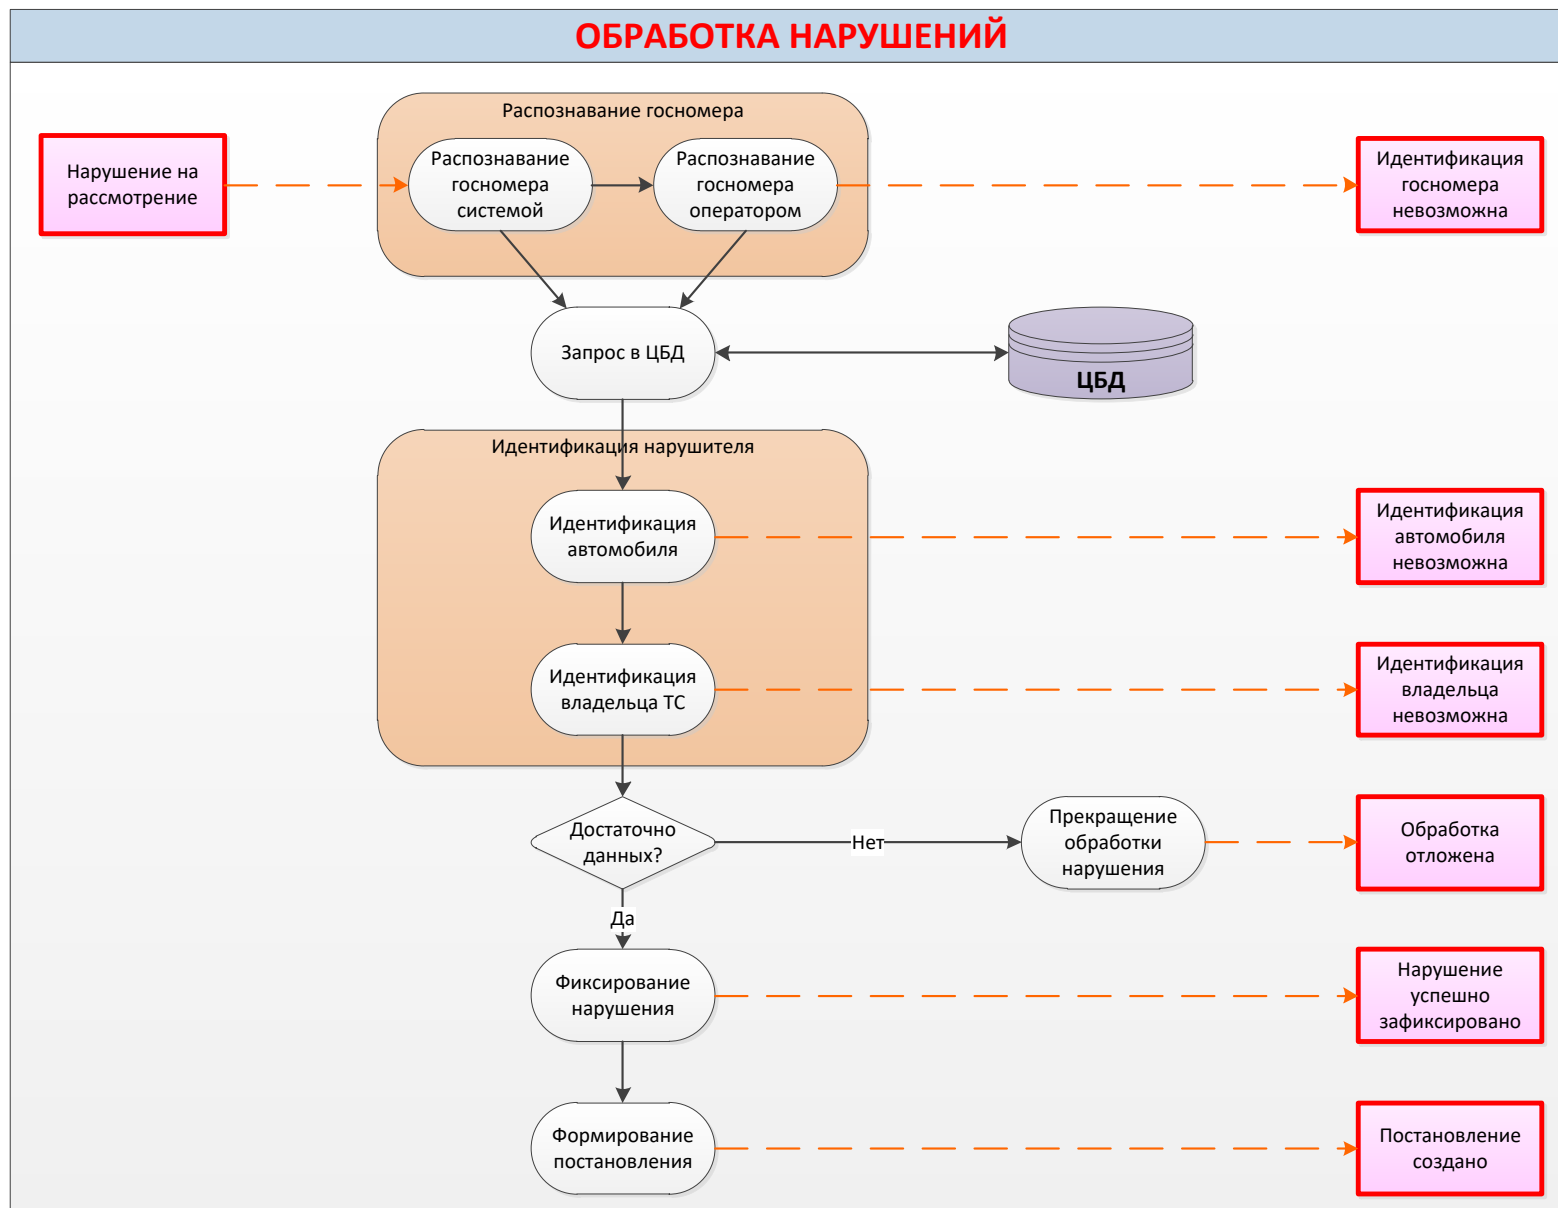 ОБРАБОТКА НАРУШЕНИЙ
Распознавание госномера
Нарушение на
рассмотрение
Распознавание
госномера
системой
Распознавание
госномера
оператором
Идентификация
госномера
невозможна
Запрос в ЦБД
ЦБД
Идентификация нарушителя
Идентификация
автомобиля
Идентификация
автомобиля
невозможна
Идентификация
владельца ТС
Идентификация
владельца
невозможна
Достаточно
данных?
Нет
Прекращение
обработки
нарушения
Обработка
отложена
Да
Фиксирование
нарушения
Нарушение
успешно
зафиксировано
Формирование
постановления
Постановление
создано